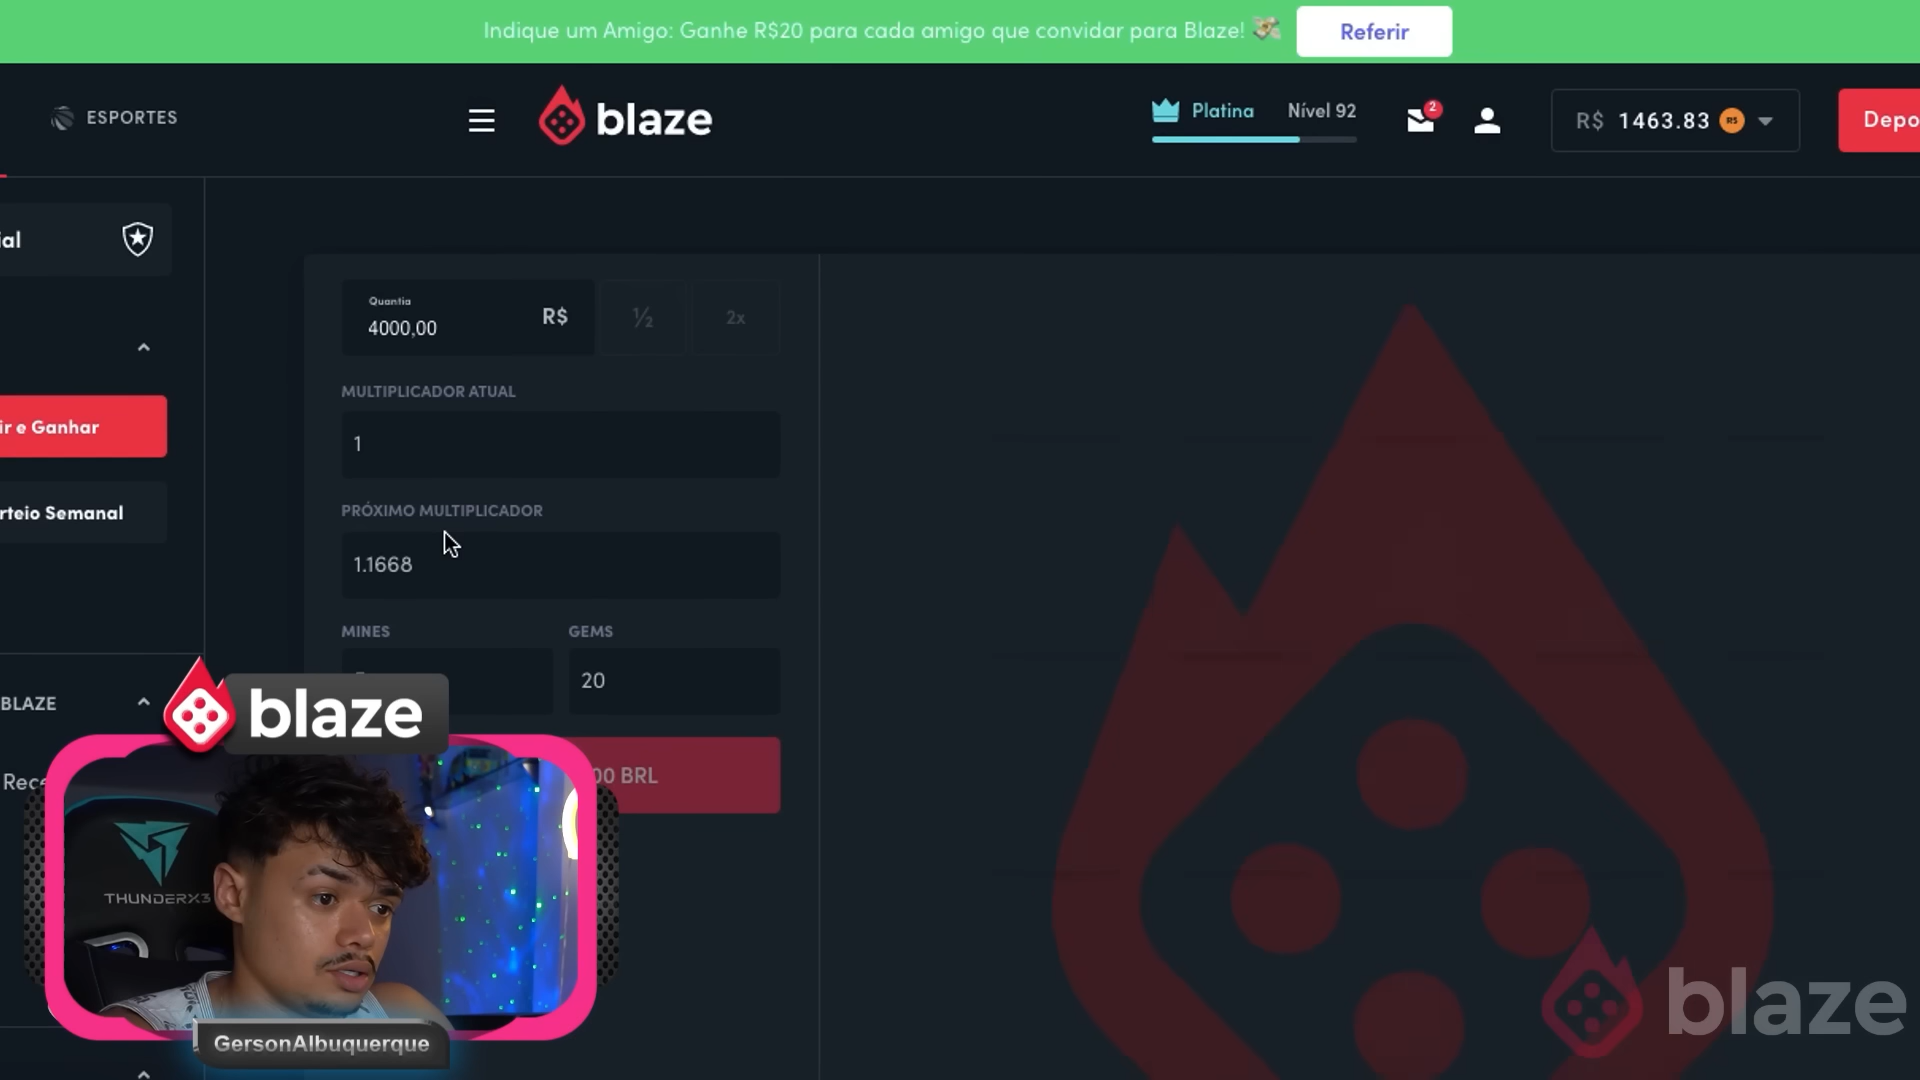 Indique um Amigo: Ganhe R$20 para cada amigo que convidar para Blaze! 💸 Referir
ESPORTES
blaze
Platina Nível 92
2
R$ 1463.83 R$
Depo
ial
Quantia
4000,00 R$ ½ 2x
MULTIPLICADOR ATUAL
1
ir e Ganhar
PRÓXIMO MULTIPLICADOR
rteio Semanal
1.1668
MINES GEMS
20
BLAZE
blaze
Rece
00 BRL
THUNDERX3
GersonAlbuquerque
blaze